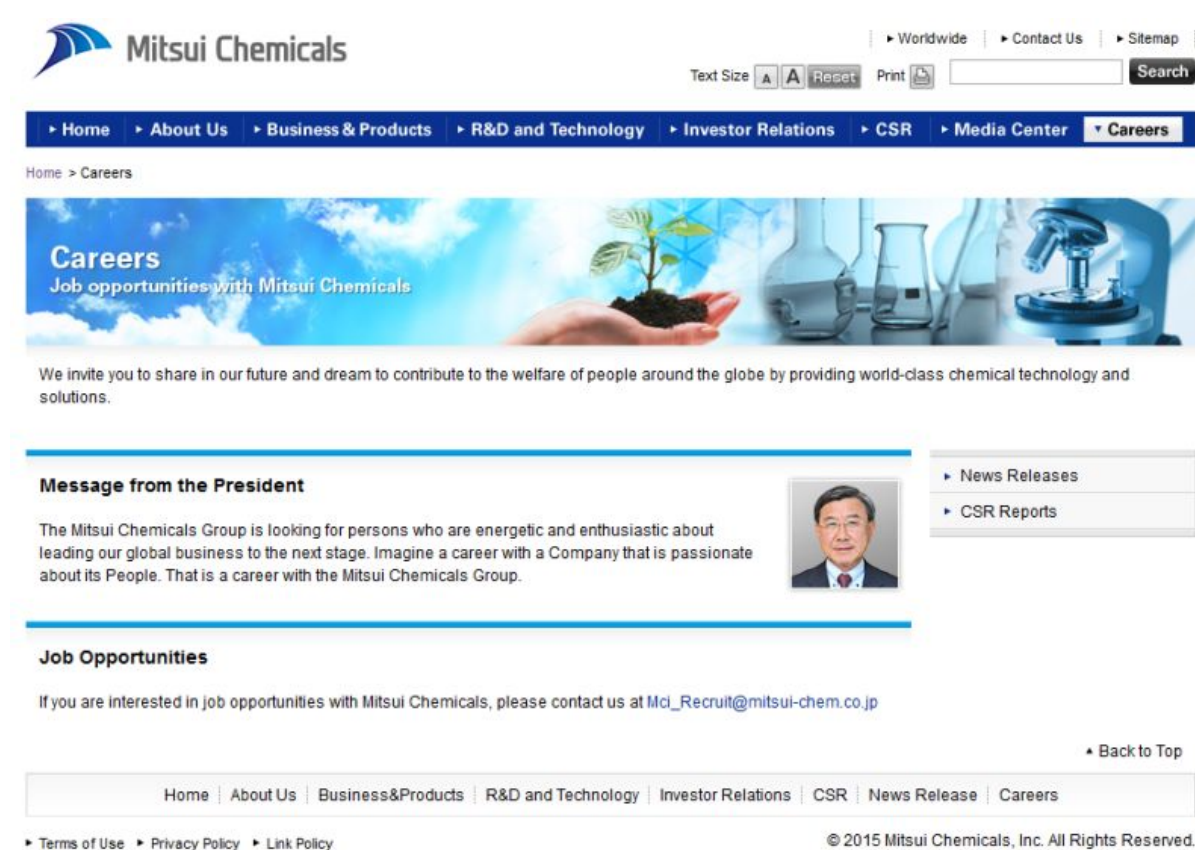 Mitsui Chemicals
Worldwide Contact Us Sitemap
Text Size A A Reset Print Search
Home About Us Business & Products R&D and Technology Investor Relations CSR Media Center Careers
Home > Careers
Careers
Job opportunities with Mitsui Chemicals
We invite you to share in our future and dream to contribute to the welfare of people around the globe by providing world-class chemical technology and
solutions.
Message from the President
The Mitsui Chemicals Group is looking for persons who are energetic and enthusiastic about
leading our global business to the next stage. Imagine a career with a Company that is passionate
about its People. That is a career with the Mitsui Chemicals Group.
News Releases
CSR Reports
Job Opportunities
If you are interested in job opportunities with Mitsui Chemicals, please contact us at Mci_Recruit@mitsui-chem.co.jp
Back to Top
Home About Us Business&Products R&D and Technology Investor Relations CSR News Release Careers
Terms of Use Privacy Policy Link Policy
© 2015 Mitsui Chemicals, Inc. All Rights Reserved.